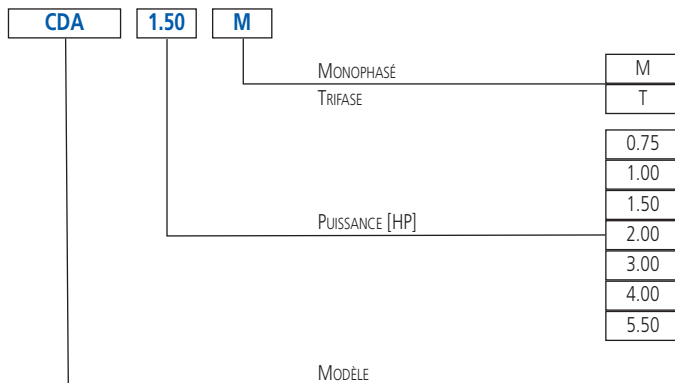 CDA 1.50 M
MONOPHASÉ M
TRIFASE T
0.75
1.00
1.50
PUISSANCE [HP] 2.00
3.00
4.00
5.50
MODÈLE